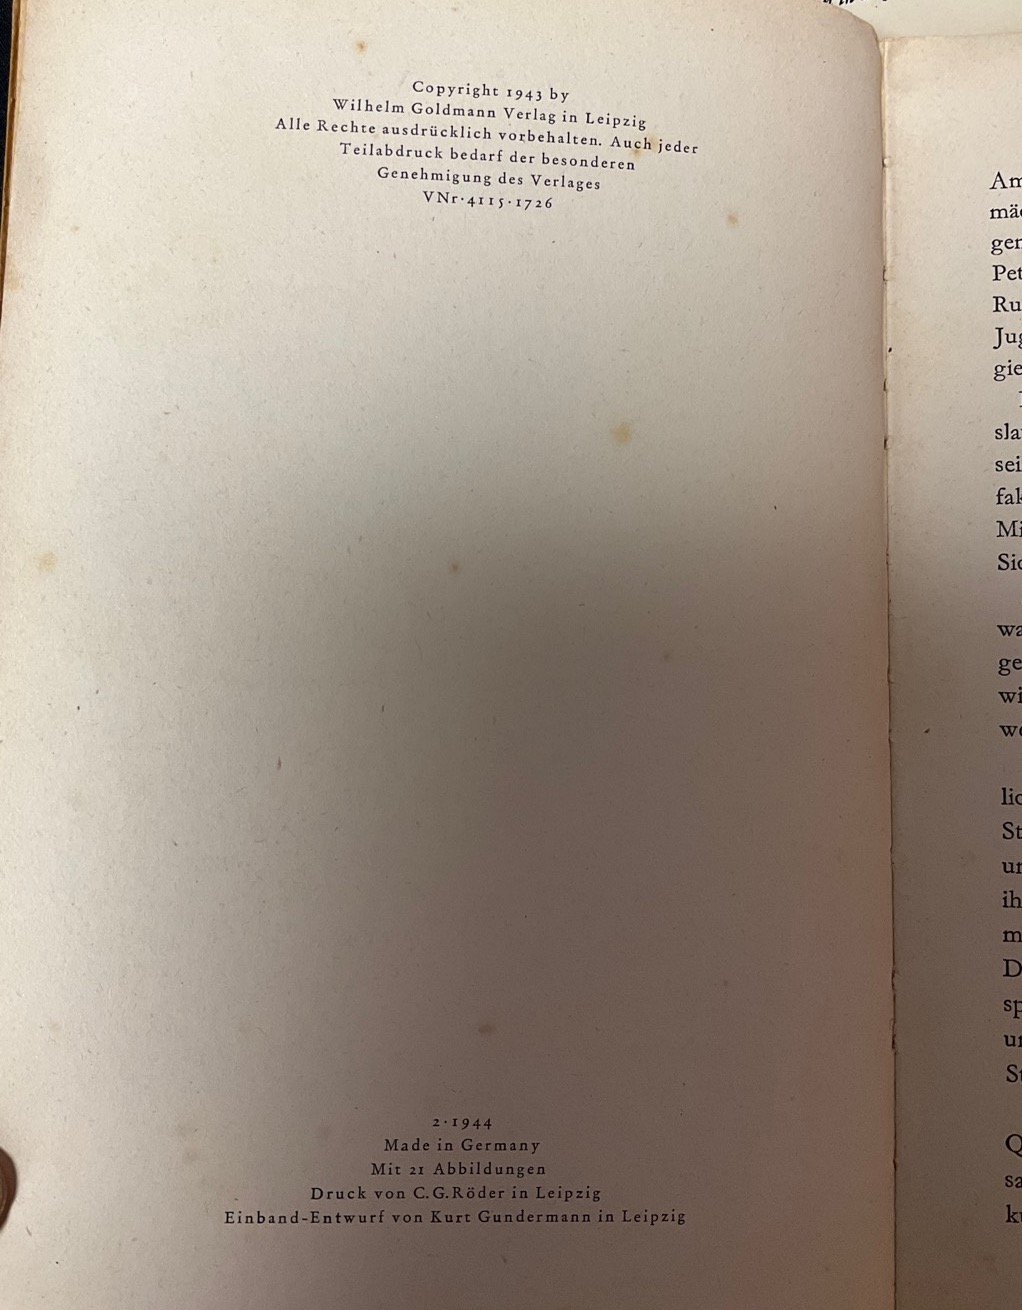 Copyright 1943 by
Wilhelm Goldmann Verlag in Leipzig
Alle Rechte ausdrücklich vorbehalten. Auch jeder
Teilabdruck bedarf der besonderen
Genehmigung des Verlages
VNr·4115·1726
2·1944
Made in Germany
Mit 21 Abbildungen
Druck von C.G.Röder in Leipzig
Einband-Entwurf von Kurt Gundermann in Leipzig